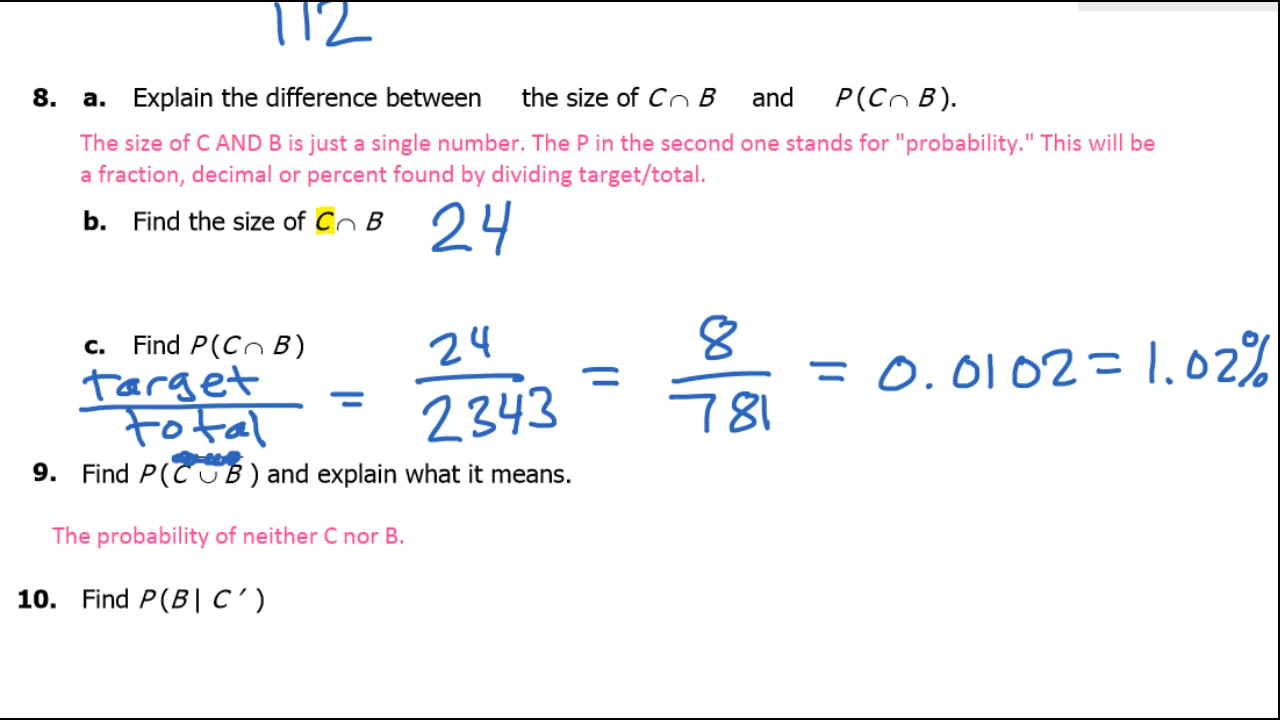 112
8. a. Explain the difference between the size of C ∩ B and P(C ∩ B).
The size of C AND B is just a single number. The P in the second one stands for "probability." This will be
a fraction, decimal or percent found by dividing target/total.
b. Find the size of C ∩ B 24
c. Find P(C ∩ B)
target/total = 24/2343 = 8/781 = 0.0102 = 1.02%
9. Find P(C ∪ B) and explain what it means.
The probability of neither C nor B.
10. Find P(B| C′)